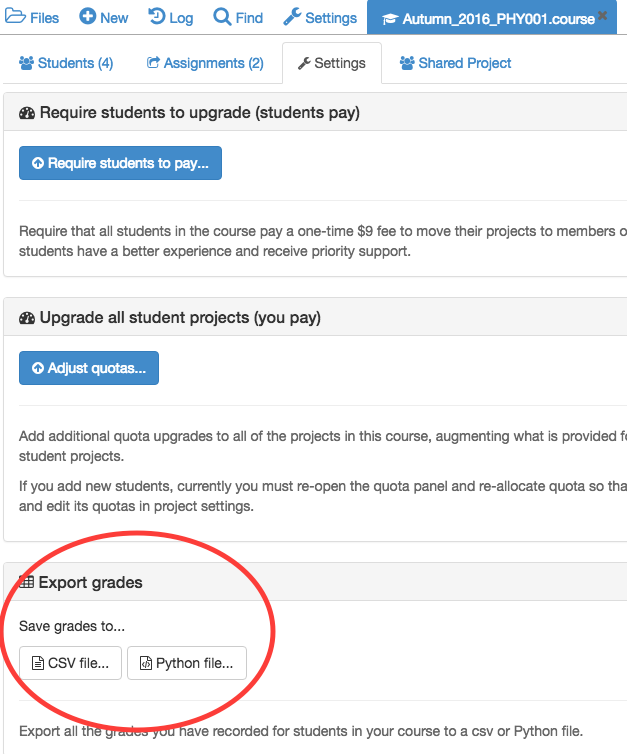 Files New Log Find Settings Autumn_2016_PHY001.course
Students (4) Assignments (2) Settings Shared Project
Require students to upgrade (students pay)
Require students to pay...
Require that all students in the course pay a one-time $9 fee to move their projects to members o
students have a better experience and receive priority support.
Upgrade all student projects (you pay)
Adjust quotas...
Add additional quota upgrades to all of the projects in this course, augmenting what is provided fo
student projects.
If you add new students, currently you must re-open the quota panel and re-allocate quota so tha
and edit its quotas in project settings.
Export grades
Save grades to...
CSV file... Python file...
Export all the grades you have recorded for students in your course to a csv or Python file.